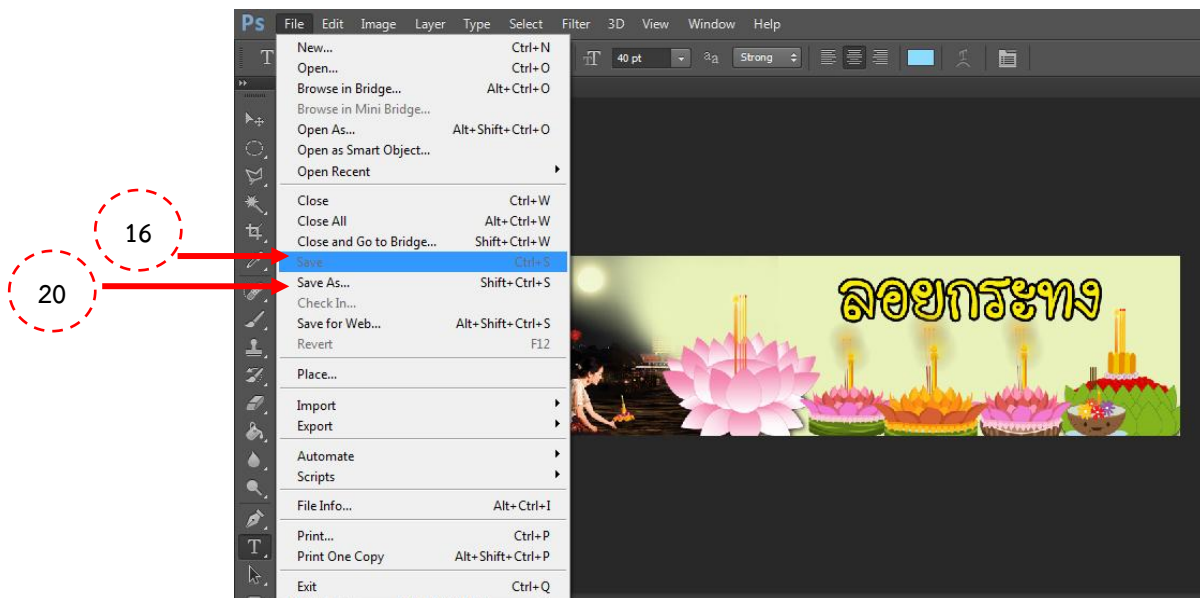 Ps File Edit Image Layer Type Select Filter 3D View Window Help
T T 40 pt aa Strong
New... Ctrl+N
Open... Ctrl+O
Browse in Bridge... Alt+Ctrl+O
Browse in Mini Bridge...
Open As... Alt+Shift+Ctrl+O
Open as Smart Object...
Open Recent
Close Ctrl+W
Close All Alt+Ctrl+W
Close and Go to Bridge... Shift+Ctrl+W
16
Save Ctrl+S
20
Save As... Shift+Ctrl+S
Check In...
Save for Web... Alt+Shift+Ctrl+S
Revert F12
Place...
Import
Export
Automate
Scripts
File Info... Alt+Ctrl+I
Print... Ctrl+P
Print One Copy Alt+Shift+Ctrl+P
Exit Ctrl+Q
T
ลอยกระทง